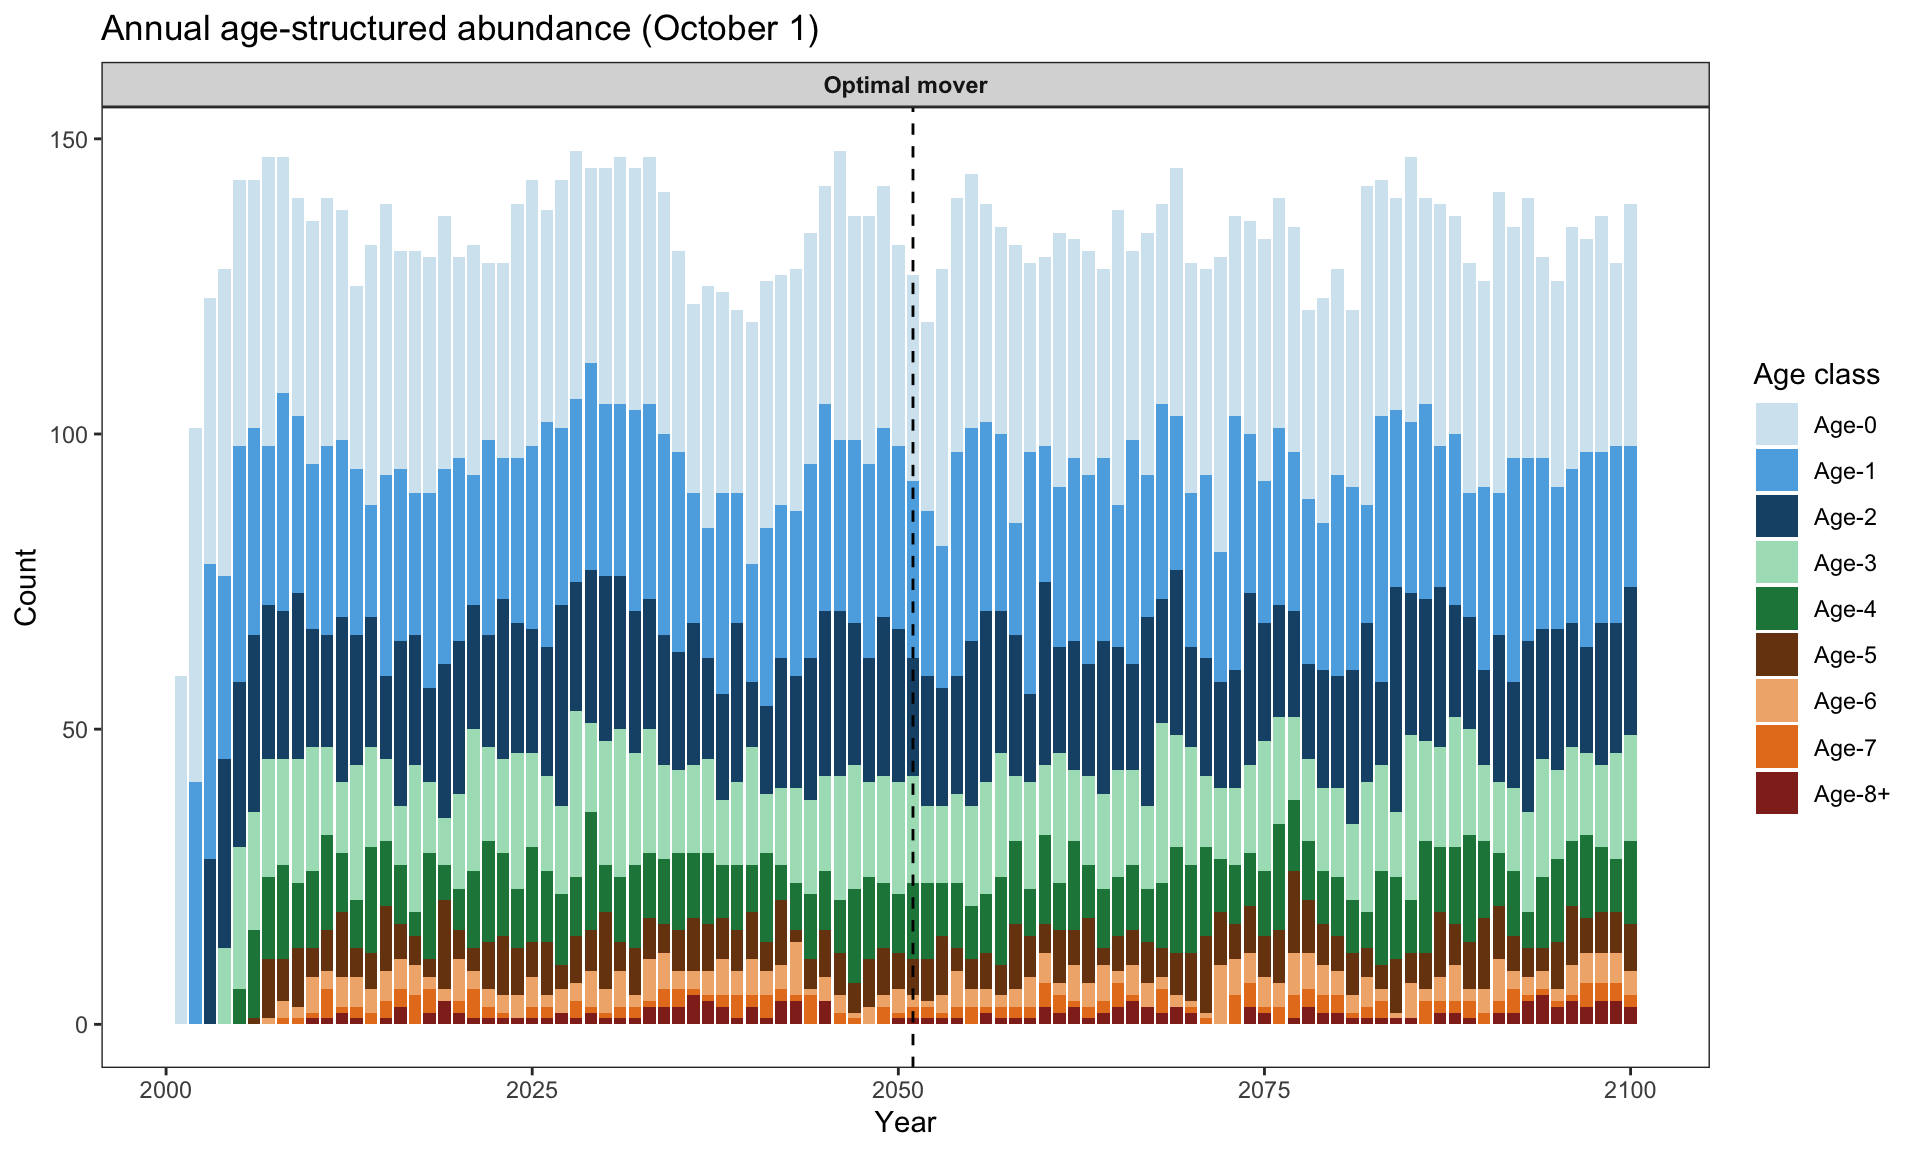 Annual age-structured abundance (October 1)
Optimal mover
150
100
50
0
Count
2000
2025
2050
2075
2100
Year
Age class
Age-0
Age-1
Age-2
Age-3
Age-4
Age-5
Age-6
Age-7
Age-8+